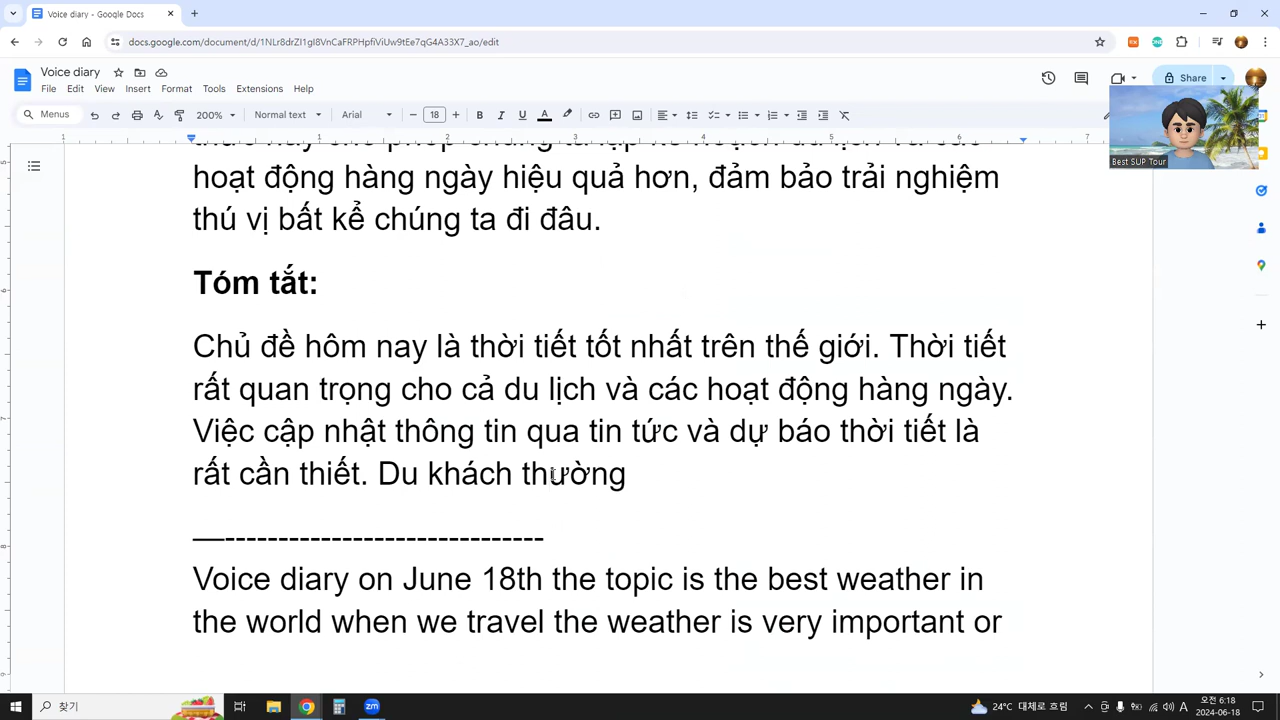 Voice diary - Google Docs
docs.google.com/document/d/1NLr8drZI1gI8VnCaFRPHpfiViUw9tEe7qG4A33X7_ao/edit
Voice diary
File Edit View Insert Format Tools Extensions Help
Share
Menus
200%
Normal text
Arial
18
Best SUP Tour
hoạt động hàng ngày hiệu quả hơn, đảm bảo trải nghiệm
thú vị bất kể chúng ta đi đâu.
Tóm tắt:
Chủ đề hôm nay là thời tiết tốt nhất trên thế giới. Thời tiết
rất quan trọng cho cả du lịch và các hoạt động hàng ngày.
Việc cập nhật thông tin qua tin tức và dự báo thời tiết là
rất cần thiết. Du khách thường
—-----------------------------
Voice diary on June 18th the topic is the best weather in
the world when we travel the weather is very important or
찾기
24°C 대체로 흐림
A
오전 6:18
2024-06-18